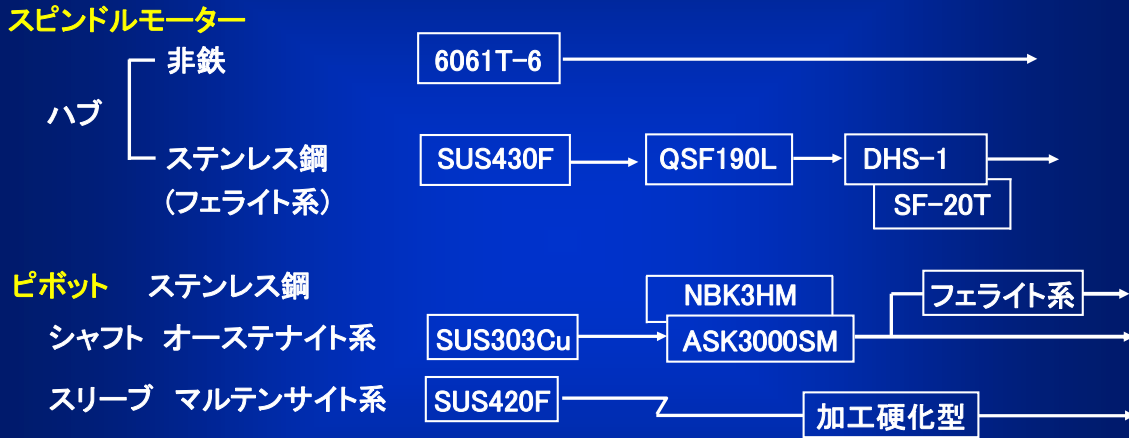 スピンドルモーター
非鉄 6061T-6
ハブ
ステンレス鋼 SUS430F QSF190L DHS-1
(フェライト系) SF-20T
ピボット ステンレス鋼 NBK3HM フェライト系
シャフト オーステナイト系 SUS303Cu ASK3000SM
スリーブ マルテンサイト系 SUS420F 加工硬化型